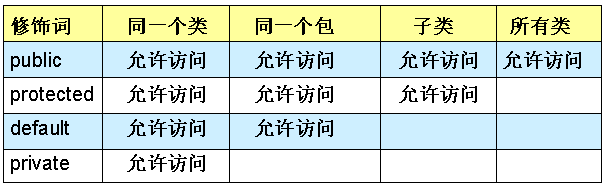 修饰词 同一个类 同一个包 子类 所有类
public 允许访问 允许访问 允许访问 允许访问
protected 允许访问 允许访问 允许访问
default 允许访问 允许访问
private 允许访问